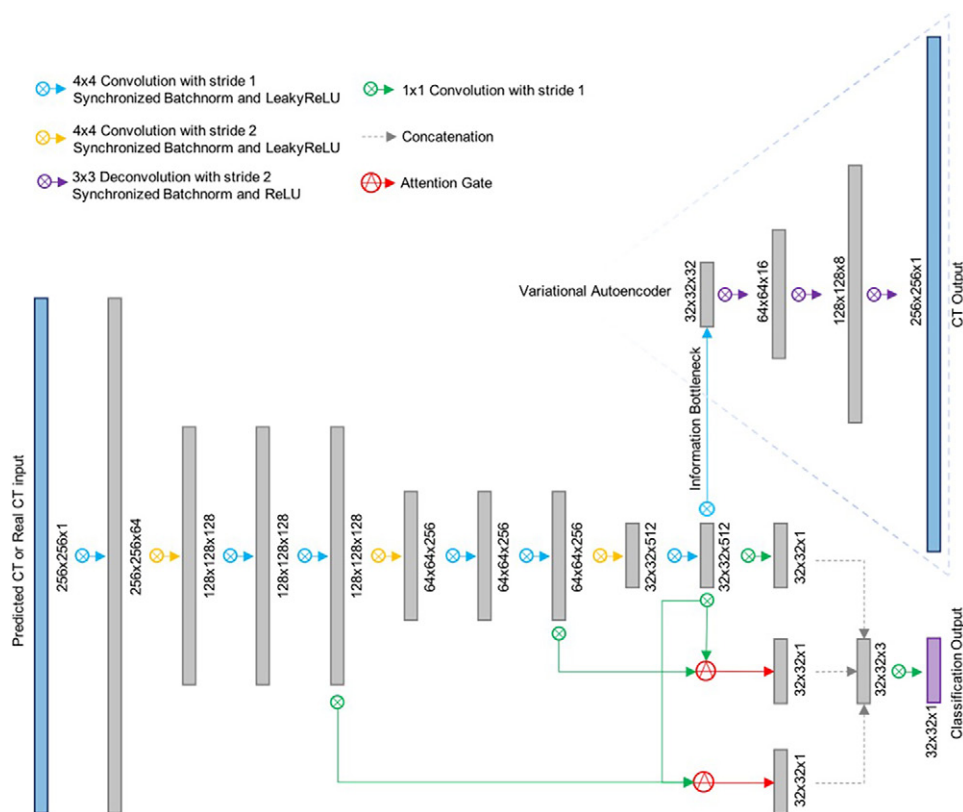 4x4 Convolution with stride 1
Synchronized Batchnorm and LeakyReLU
1x1 Convolution with stride 1
4x4 Convolution with stride 2
Synchronized Batchnorm and LeakyReLU
Concatenation
3x3 Deconvolution with stride 2
Synchronized Batchnorm and ReLU
Attention Gate
Variational Autoencoder
32x32x32
64x64x16
128x128x8
256x256x1
CT Output
Information Bottleneck
Predicted CT or Real CT input
256x256x1
256x256x64
128x128x128
128x128x128
128x128x128
64x64x256
64x64x256
64x64x256
32x32x512
32x32x512
32x32x1
32x32x1
32x32x1
32x32x3
32x32x1
Classification Output